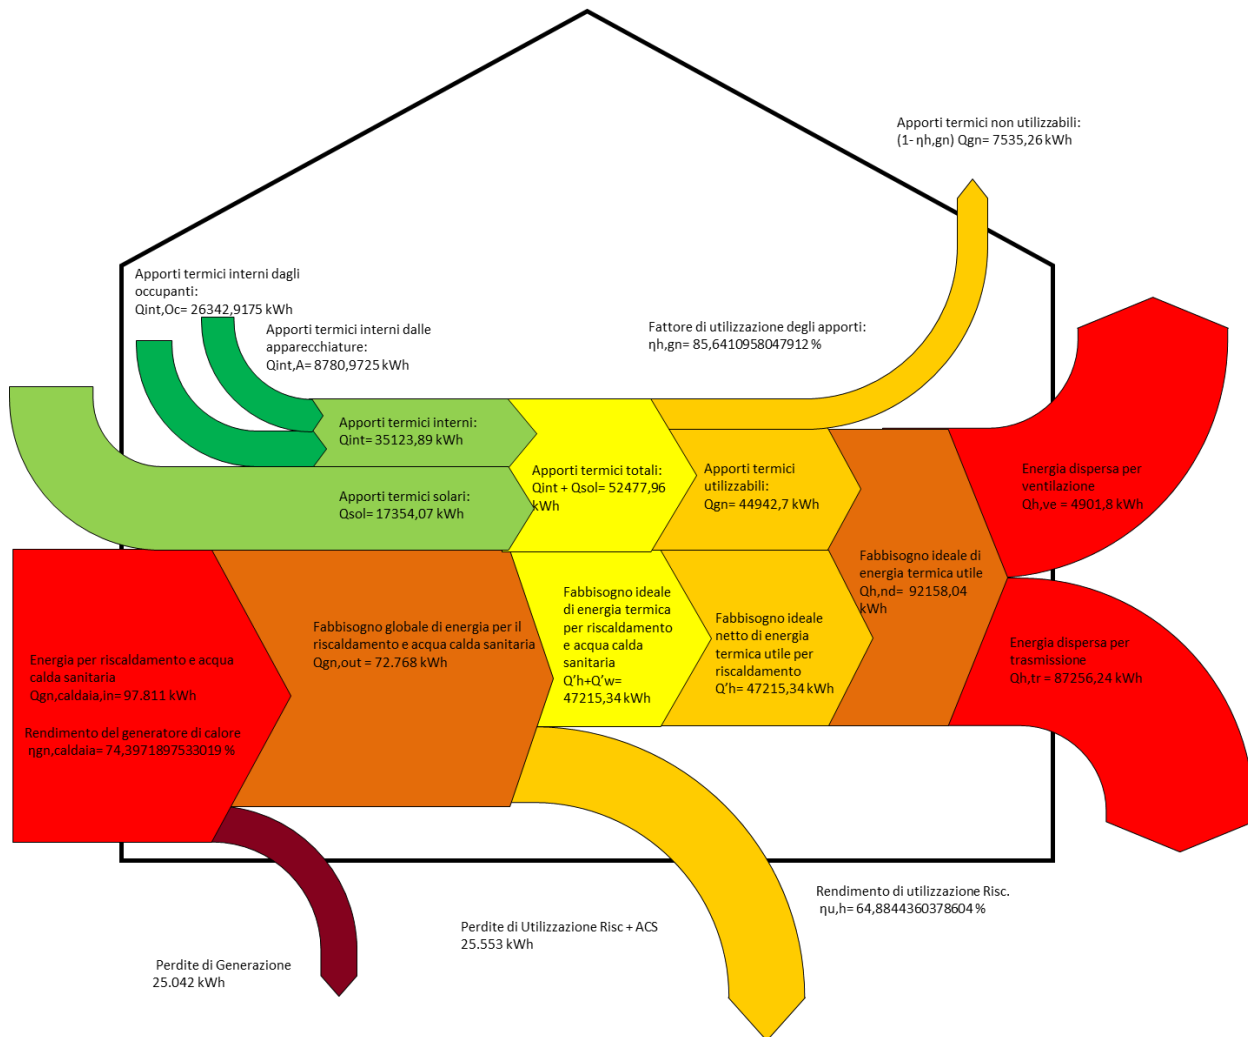 Apporti termici non utilizzabili:
(1- ηh,gn) Qgn= 7535,26 kWh
Apporti termici interni dagli
occupanti:
Qint,Oc= 26342,9175 kWh
Apporti termici interni dalle
apparecchiature:
Qint,A= 8780,9725 kWh
Fattore di utilizzazione degli apporti:
ηh,gn= 85,6410958047912 %
Apporti termici interni:
Qint= 35123,89 kWh
Apporti termici solari:
Qsol= 17354,07 kWh
Apporti termici totali:
Qint + Qsol= 52477,96
kWh
Apporti termici
utilizzabili:
Qgn= 44942,7 kWh
Energia dispersa per
ventilazione
Qh,ve = 4901,8 kWh
Fabbisogno ideale di
energia termica utile
Qh,nd= 92158,04
kWh
Energia per riscaldamento e acqua
calda sanitaria
Qgn,caldaia,in= 97.811 kWh
Rendimento del generatore di calore
ηgn,caldaia= 74,3971897533019 %
Fabbisogno globale di energia per il
riscaldamento e acqua calda sanitaria
Qgn,out = 72.768 kWh
Fabbisogno ideale
di energia termica
per riscaldamento
e acqua calda
sanitaria
Q'h+Q'w=
47215,34 kWh
Fabbisogno ideale
netto di energia
termica utile per
riscaldamento
Q'h= 47215,34 kWh
Energia dispersa per
trasmissione
Qh,tr = 87256,24 kWh
Perdite di Generazione
25.042 kWh
Perdite di Utilizzazione Risc + ACS
25.553 kWh
Rendimento di utilizzazione Risc.
ηu,h= 64,8844360378604 %